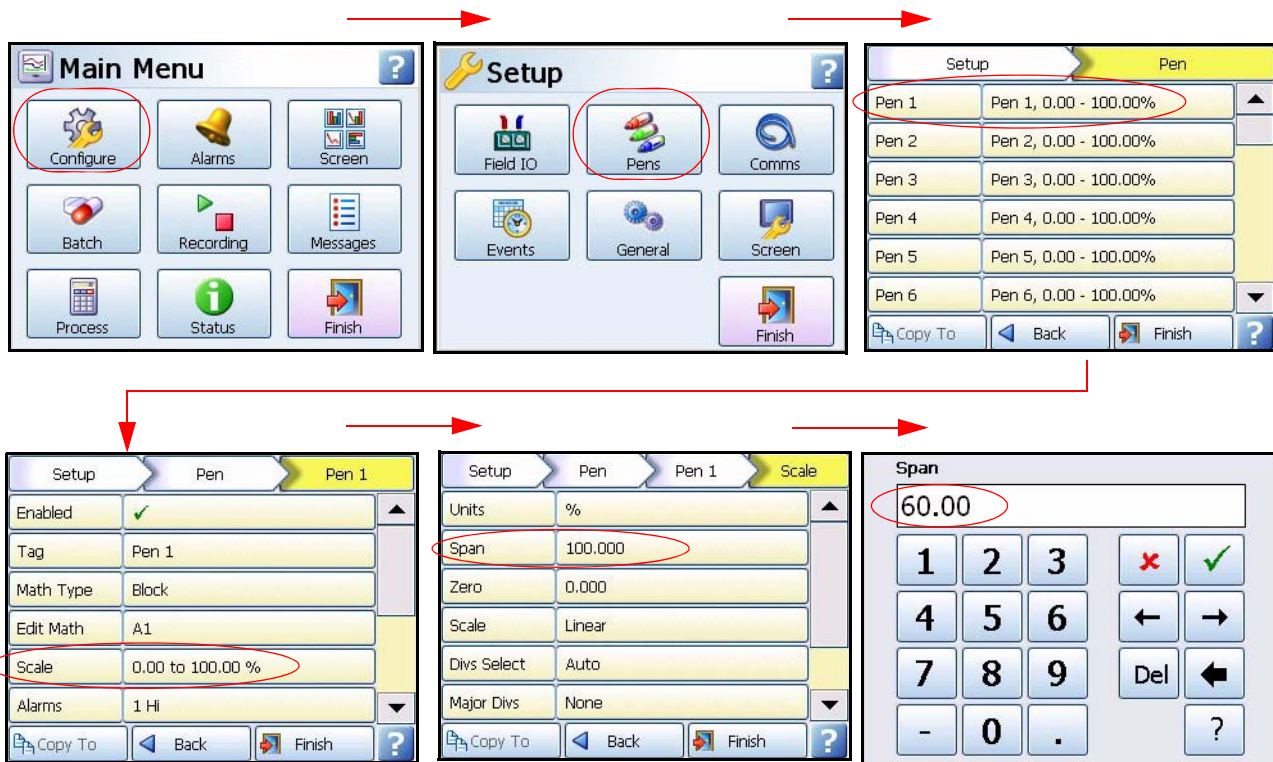 Main Menu ?
Configure Alarms Screen
Batch Recording Messages
Process Status Finish
Setup ?
Field IO Pens Comms
Events General Screen
Finish
Setup Pen
Pen 1 Pen 1, 0.00 - 100.00%
Pen 2 Pen 2, 0.00 - 100.00%
Pen 3 Pen 3, 0.00 - 100.00%
Pen 4 Pen 4, 0.00 - 100.00%
Pen 5 Pen 5, 0.00 - 100.00%
Pen 6 Pen 6, 0.00 - 100.00%
Copy To Back Finish ?
Setup Pen Pen 1
Enabled ✓
Tag Pen 1
Math Type Block
Edit Math A1
Scale 0.00 to 100.00 %
Alarms 1 Hi
Copy To Back Finish ?
Setup Pen Pen 1 Scale
Units %
Span 100.000
Zero 0.000
Scale Linear
Divs Select Auto
Major Divs None
Copy To Back Finish ?
Span
60.00
1 2 3
4 5 6
7 8 9 Del
- 0 . ?